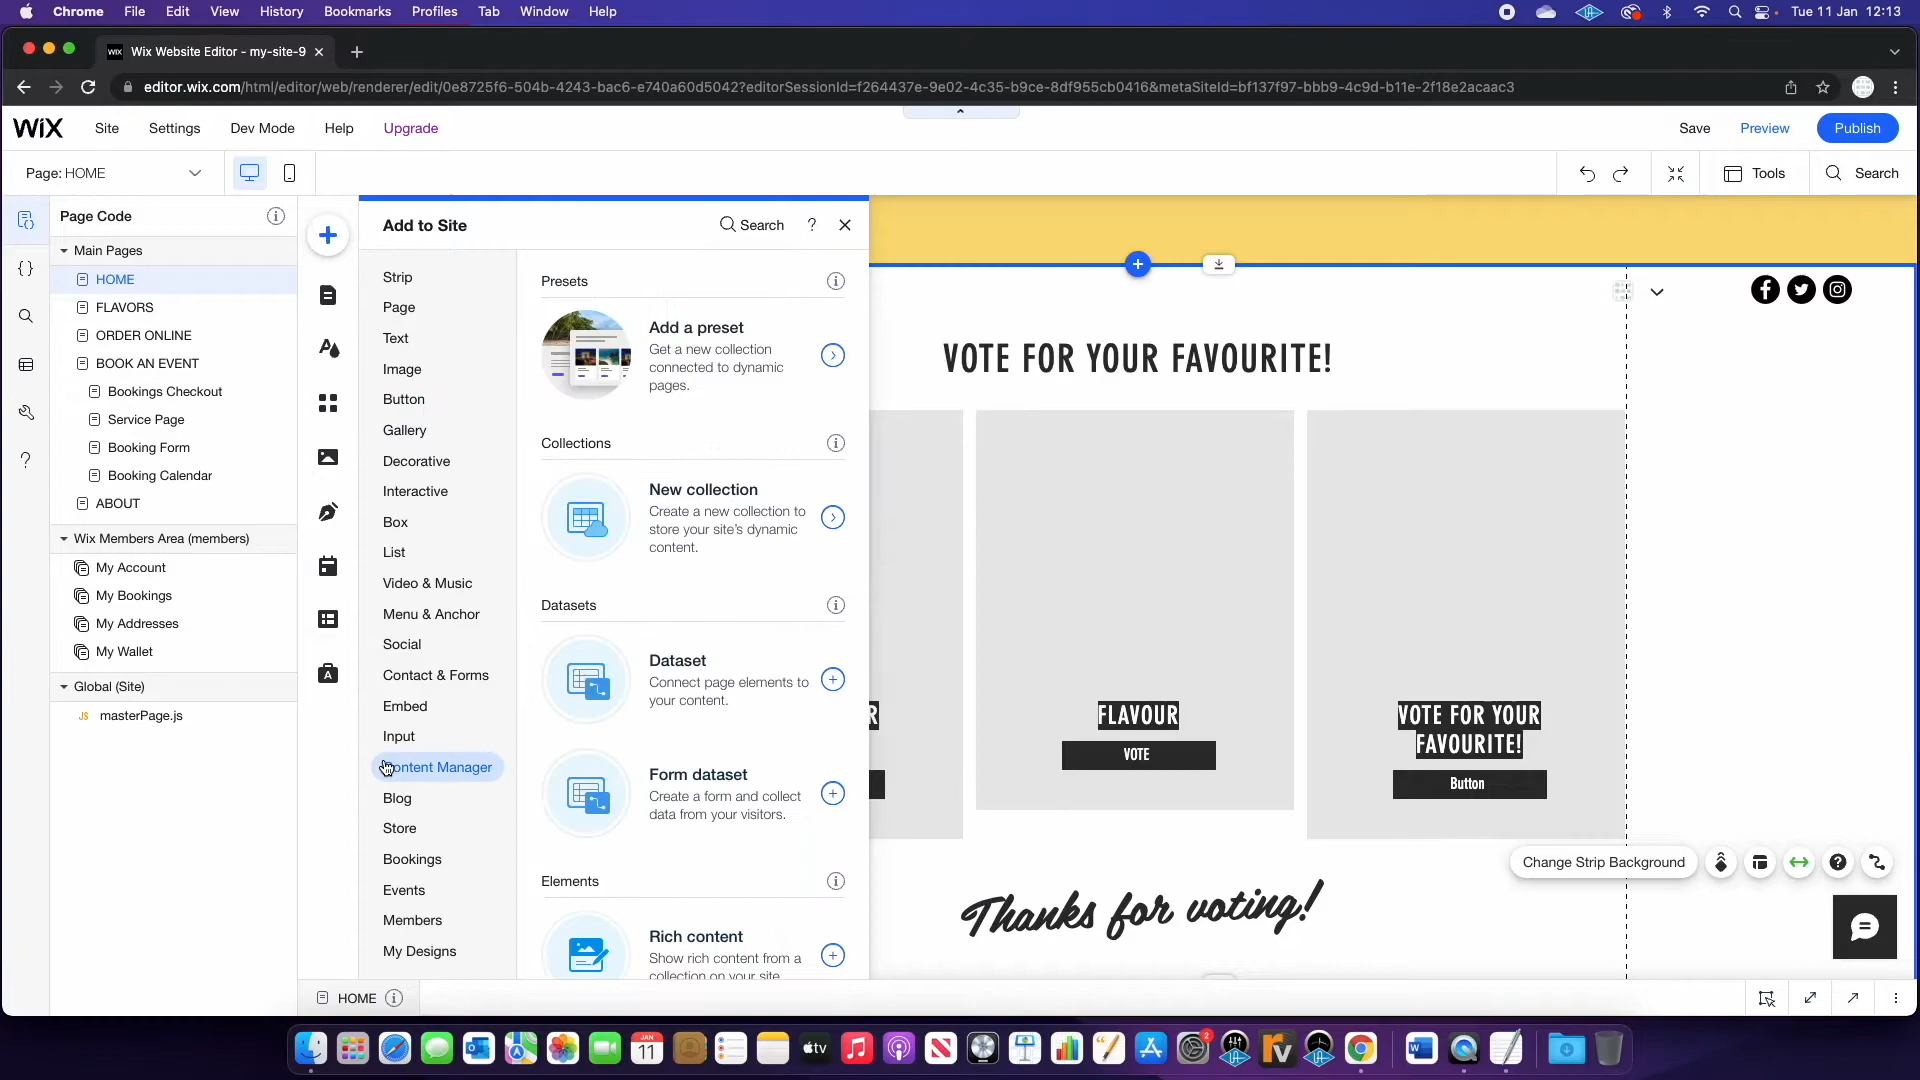 Chrome File Edit View History Bookmarks Profiles Tab Window Help Tue 11 Jan 12:13
WIX Wix Website Editor - my-site-9
editor.wix.com/html/editor/web/renderer/edit/0e8725f6-504b-4243-bac6-e740a60d5042?editorSessionId=f264437e-9e02-4c35-b9ce-8df955cb0416&metaSiteId=bf137f97-bbb9-4c9d-b11e-2f18e2acaac3
WiX Site Settings Dev Mode Help Upgrade Save Preview Publish
Page: HOME Tools Search
Page Code
Main Pages
HOME
FLAVORS
ORDER ONLINE
BOOK AN EVENT
Bookings Checkout
Service Page
Booking Form
Booking Calendar
ABOUT
Wix Members Area (members)
My Account
My Bookings
My Addresses
My Wallet
Global (Site)
JS masterPage.js
Add to Site Search ?
Strip
Page
Text
Image
Button
Gallery
Decorative
Interactive
Box
List
Video & Music
Menu & Anchor
Social
Contact & Forms
Embed
Input
Content Manager
Blog
Store
Bookings
Events
Members
My Designs
Presets
Add a preset
Get a new collection
connected to dynamic
pages.
Collections
New collection
Create a new collection to
store your site's dynamic
content.
Datasets
Dataset
Connect page elements to
your content.
Form dataset
Create a form and collect
data from your visitors.
Elements
Rich content
Show rich content from a
collection on your site
VOTE FOR YOUR FAVOURITE!
R
FLAVOUR
VOTE
VOTE FOR YOUR
FAVOURITE!
Button
Change Strip Background
Thanks for voting!
HOME
JAN
11
tv
2